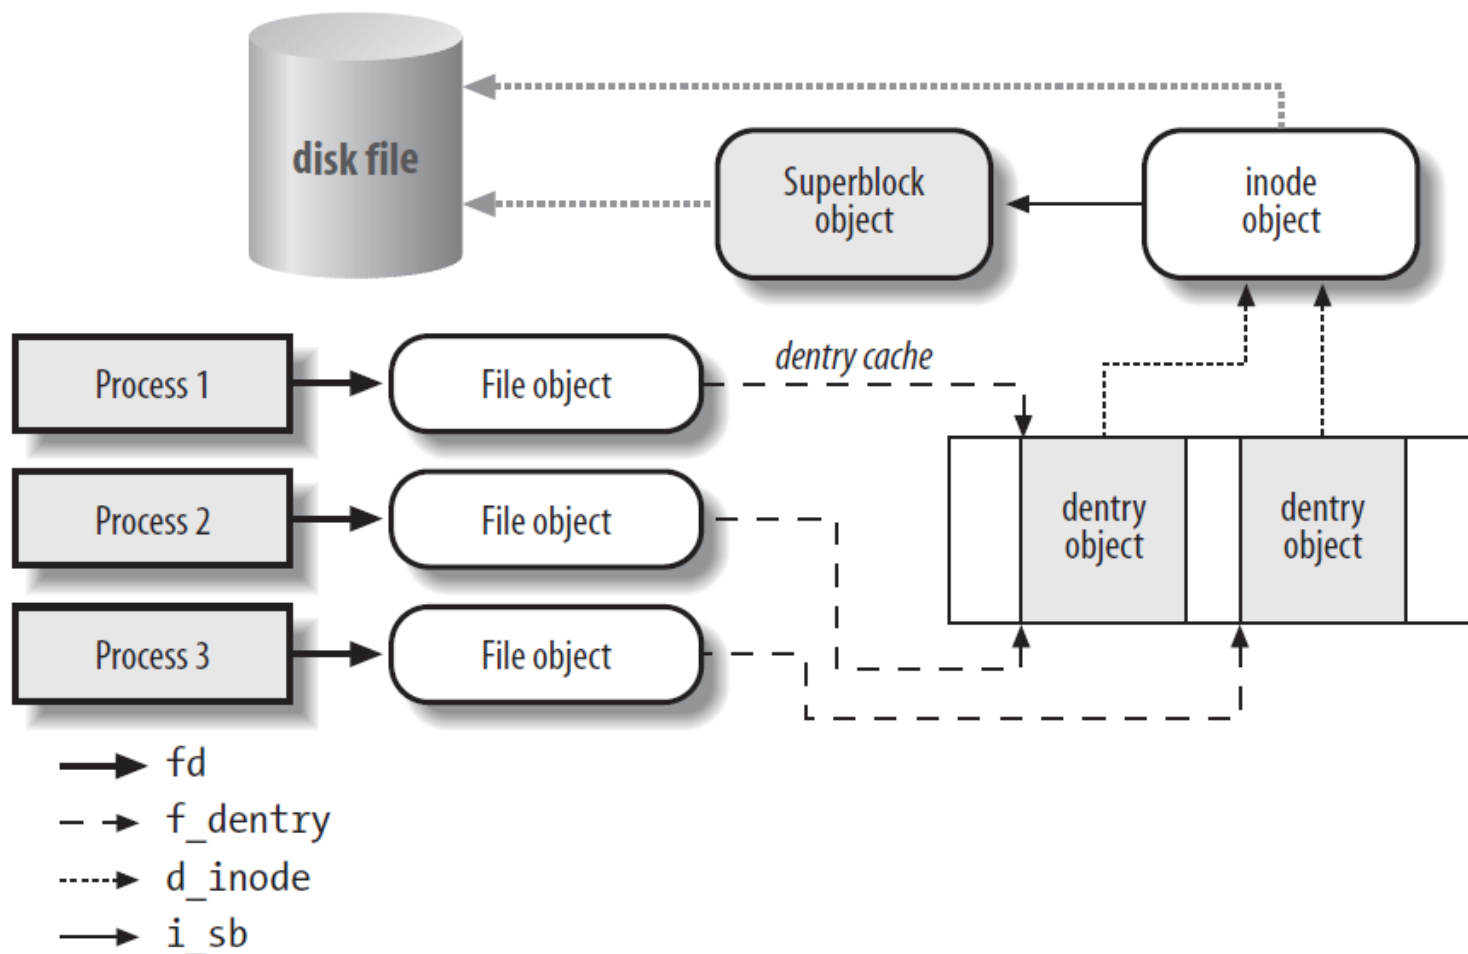 disk file
Superblock
object
inode
object
Process 1
File object
dentry cache
Process 2
File object
dentry
object
dentry
object
Process 3
File object
fd
f_dentry
d_inode
i_sb